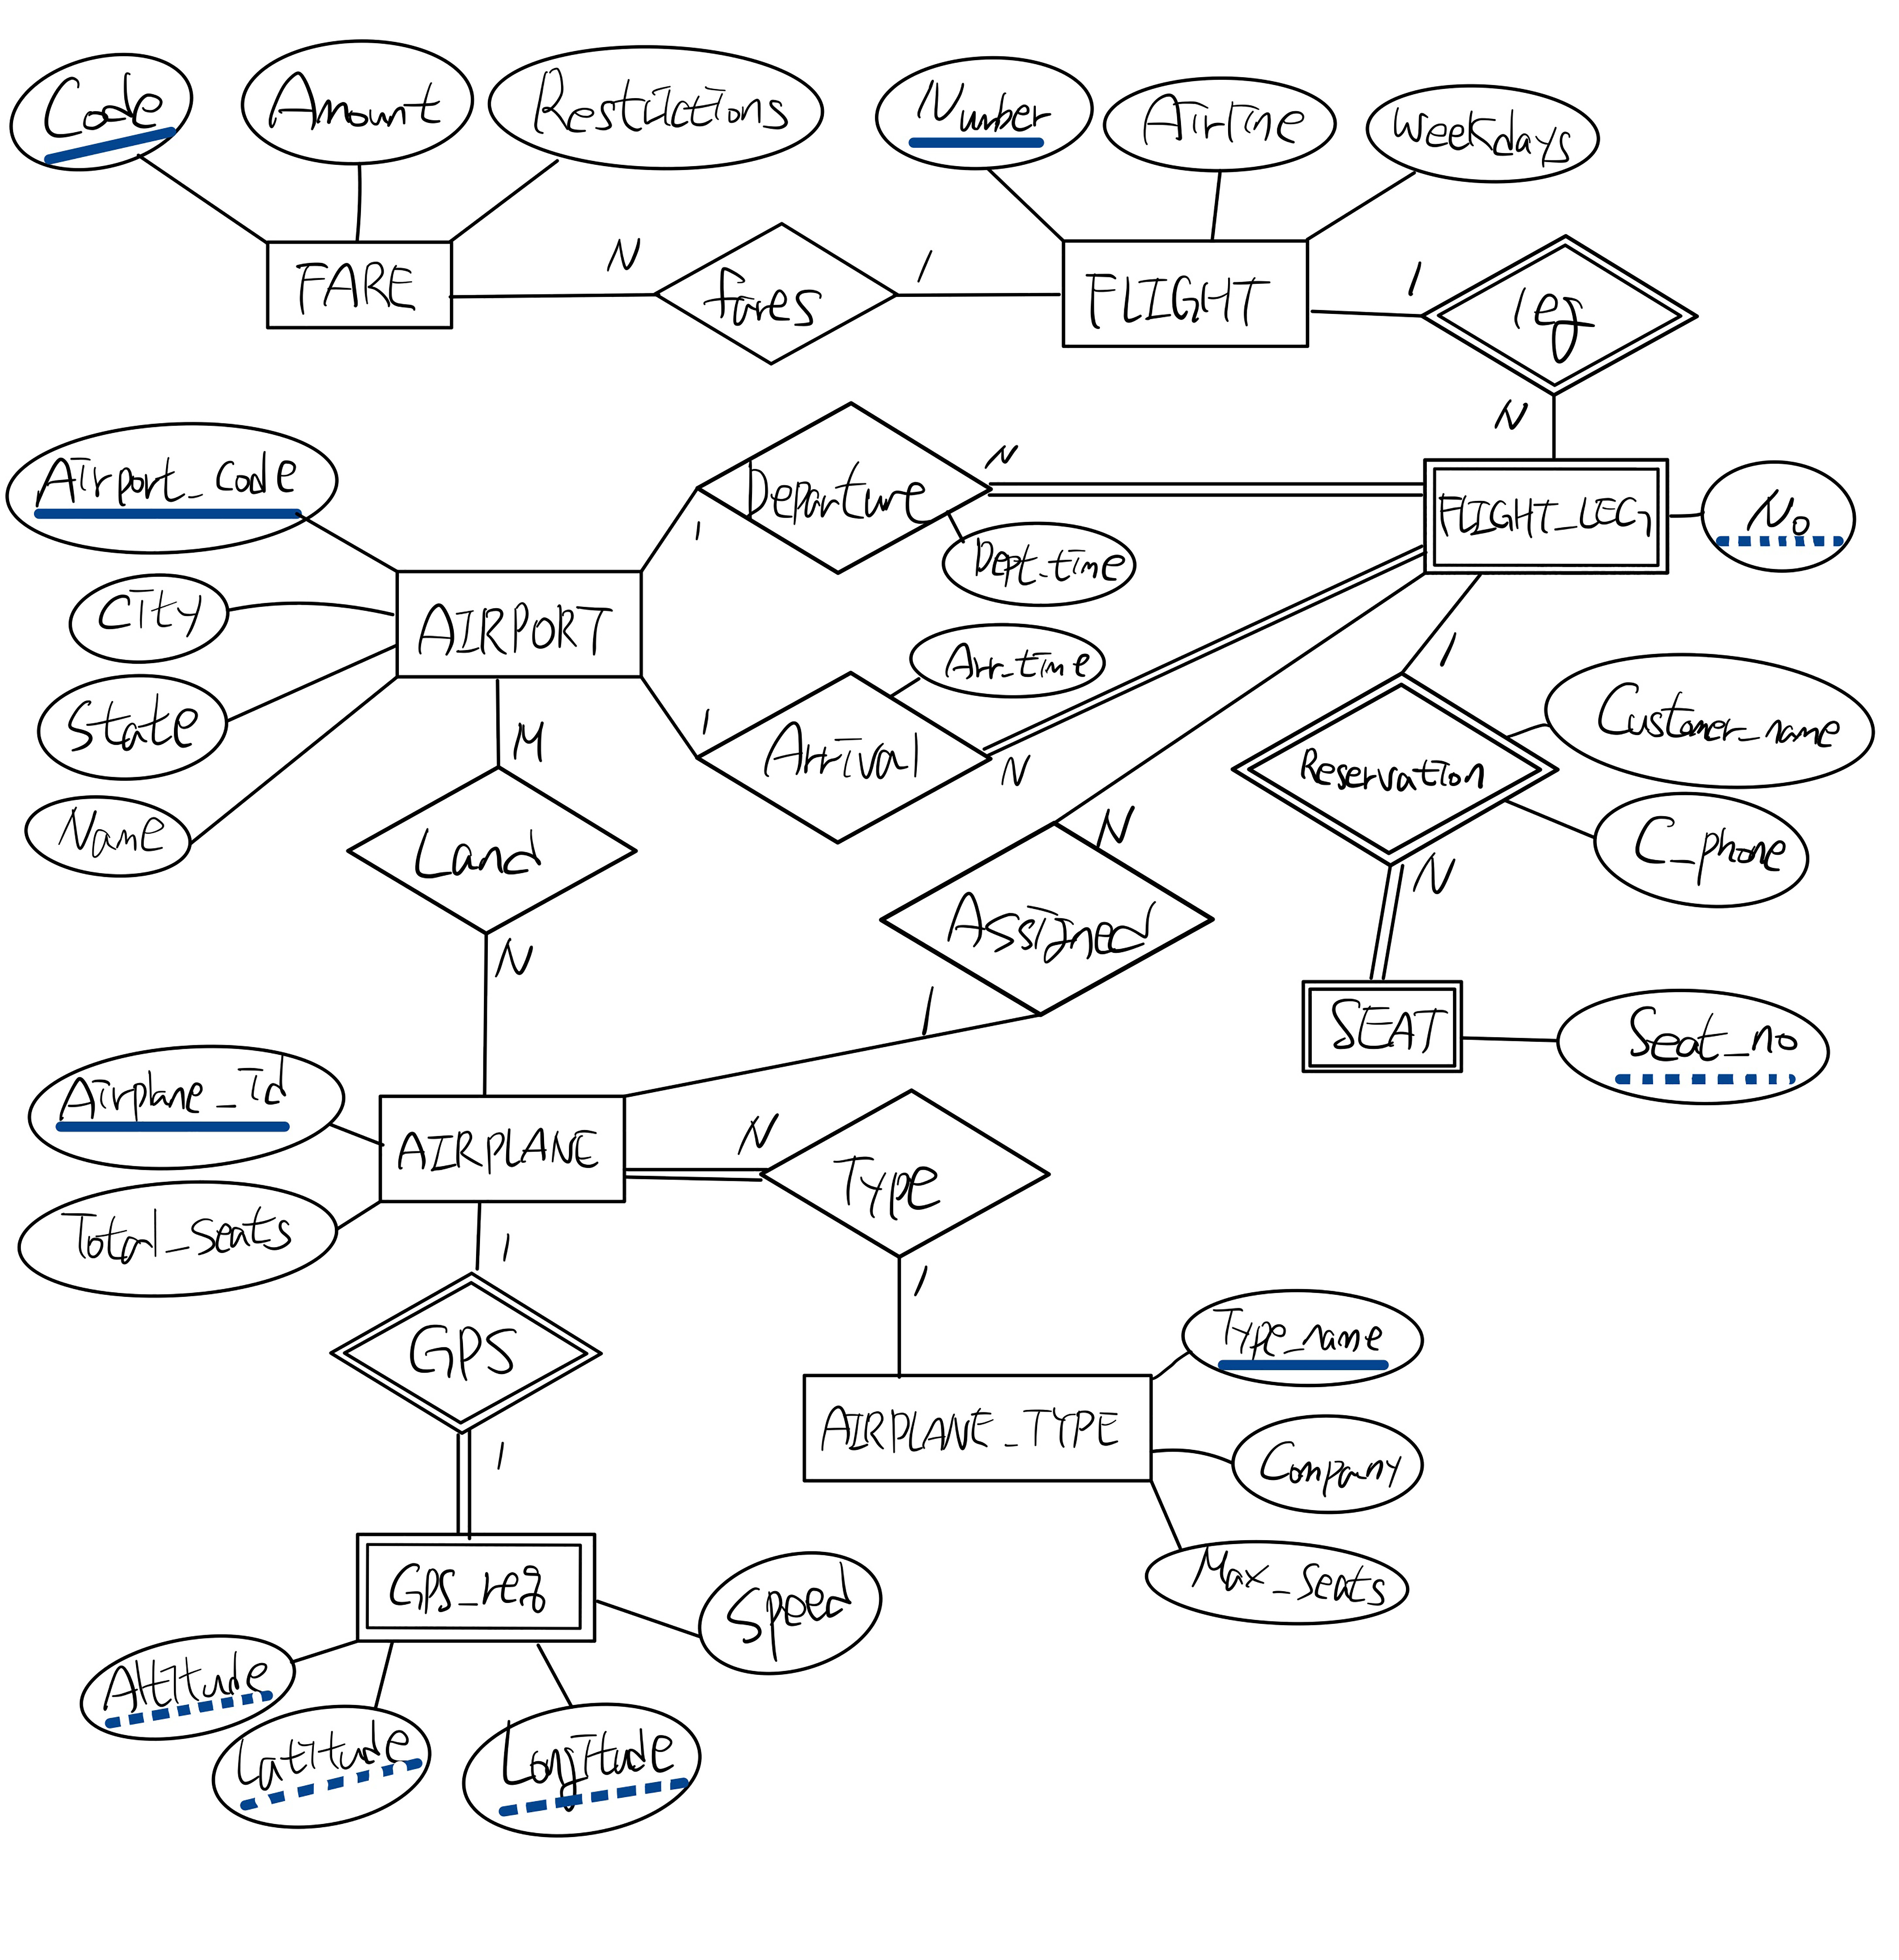 Code
Amount
Restrictions
Number
Airline
Weekdays
FARE
N
fares
1
FLIGHT
1
leg
N
Airport_code
Departure
N
1
Dept_time
FLIGHT_LEG
No
City
AIRPORT
State
Name
M
Land
N
Arr_time
1
Arrival
N
1
Reservation
Customer_name
C_phone
N
N
Assigned
1
SEAT
Seat_no
Airplane_Id
AIRPLANE
Total_seats
N
Type
1
1
GPS
1
Type_name
AIRPLANE_TYPE
Company
Max_seats
GPS_reg
Speed
Altitude
Latitude
Longitude